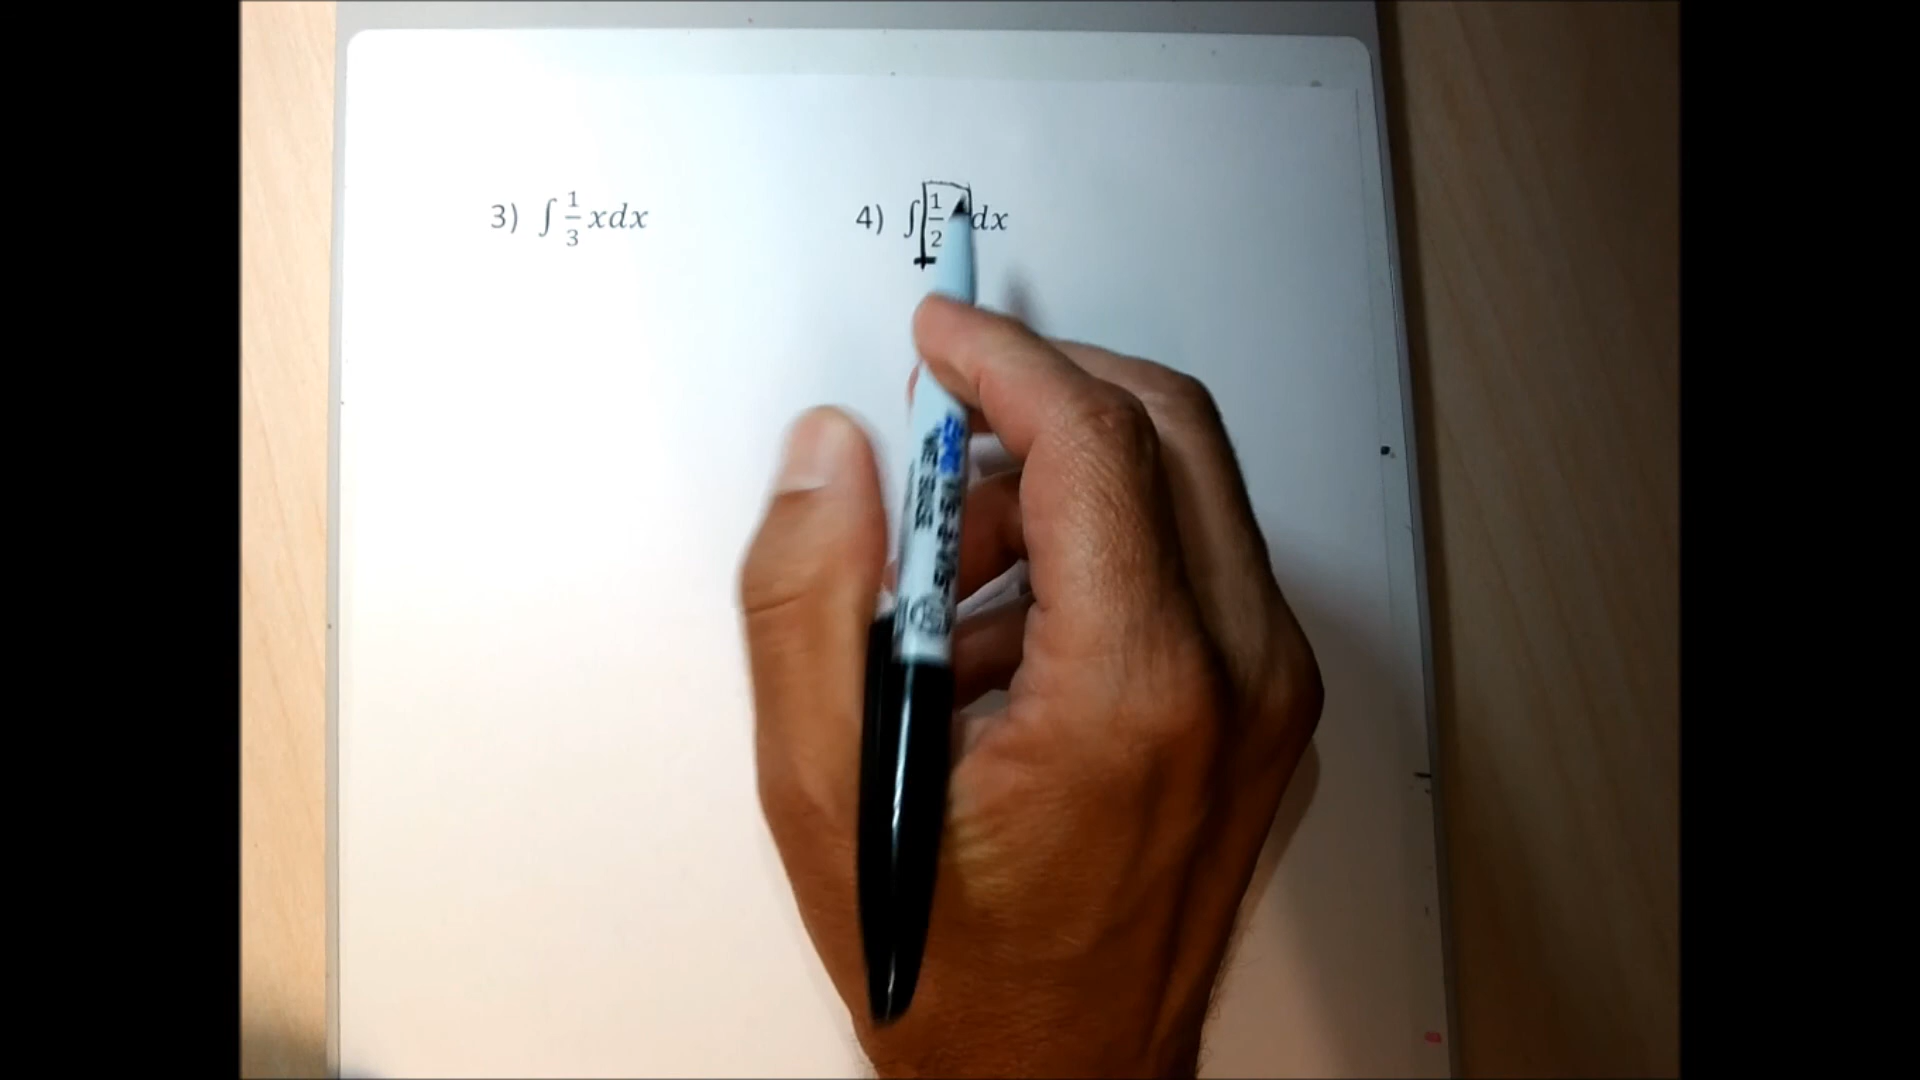 3) ∫ 1/3 xdx
4) ∫ 1/2 dx